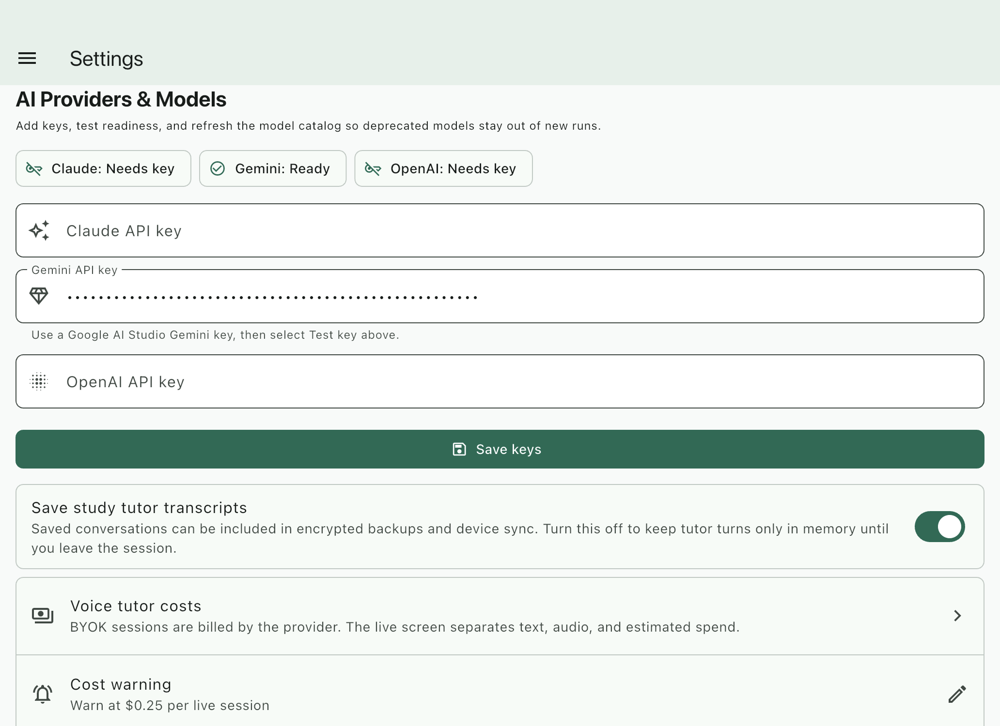 Settings
AI Providers & Models
Add keys, test readiness, and refresh the model catalog so deprecated models stay out of new runs.
Claude: Needs key
Gemini: Ready
OpenAI: Needs key
Claude API key
Gemini API key
•••••••••••••••••••••••••••••••••••••••••••••••••••••
Use a Google AI Studio Gemini key, then select Test key above.
OpenAI API key
Save keys
Save study tutor transcripts
Saved conversations can be included in encrypted backups and device sync. Turn this off to keep tutor turns only in memory until
you leave the session.
Voice tutor costs
BYOK sessions are billed by the provider. The live screen separates text, audio, and estimated spend.
Cost warning
Warn at $0.25 per live session